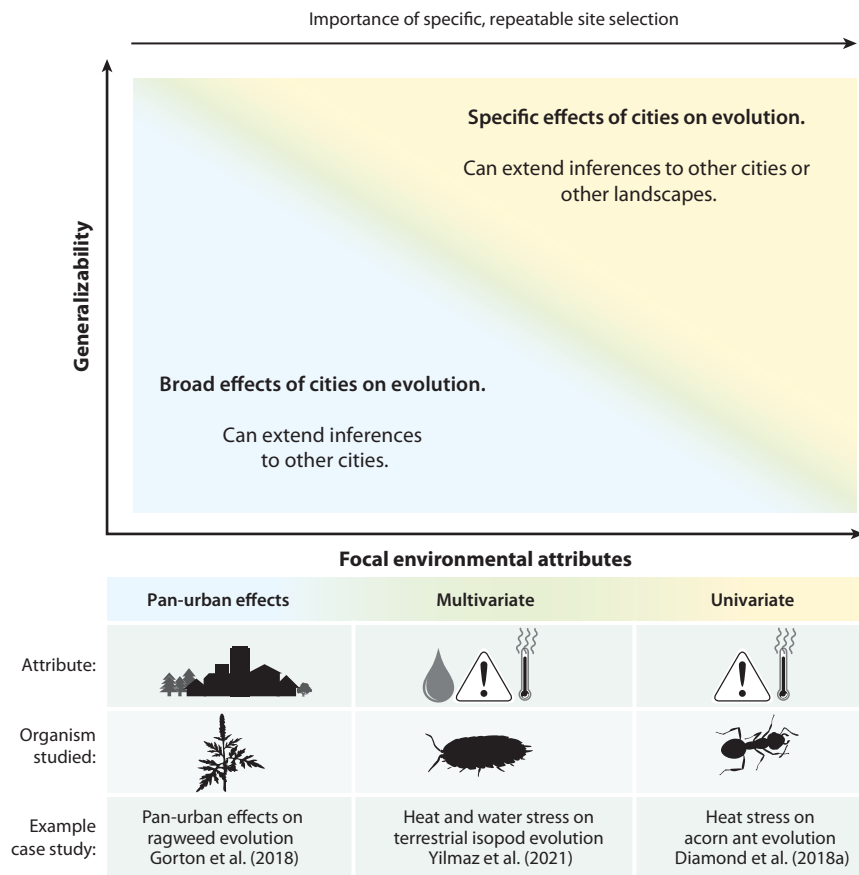 Importance of specific, repeatable site selection
Generalizability
Specific effects of cities on evolution.
Can extend inferences to other cities or
other landscapes.
Broad effects of cities on evolution.
Can extend inferences
to other cities.
Focal environmental attributes
Pan-urban effects Multivariate Univariate
Attribute:
! !
Organism
studied:
Example
case study:
Pan-urban effects on
ragweed evolution
Gorton et al. (2018)
Heat and water stress on
terrestrial isopod evolution
Yilmaz et al. (2021)
Heat stress on
acorn ant evolution
Diamond et al. (2018a)